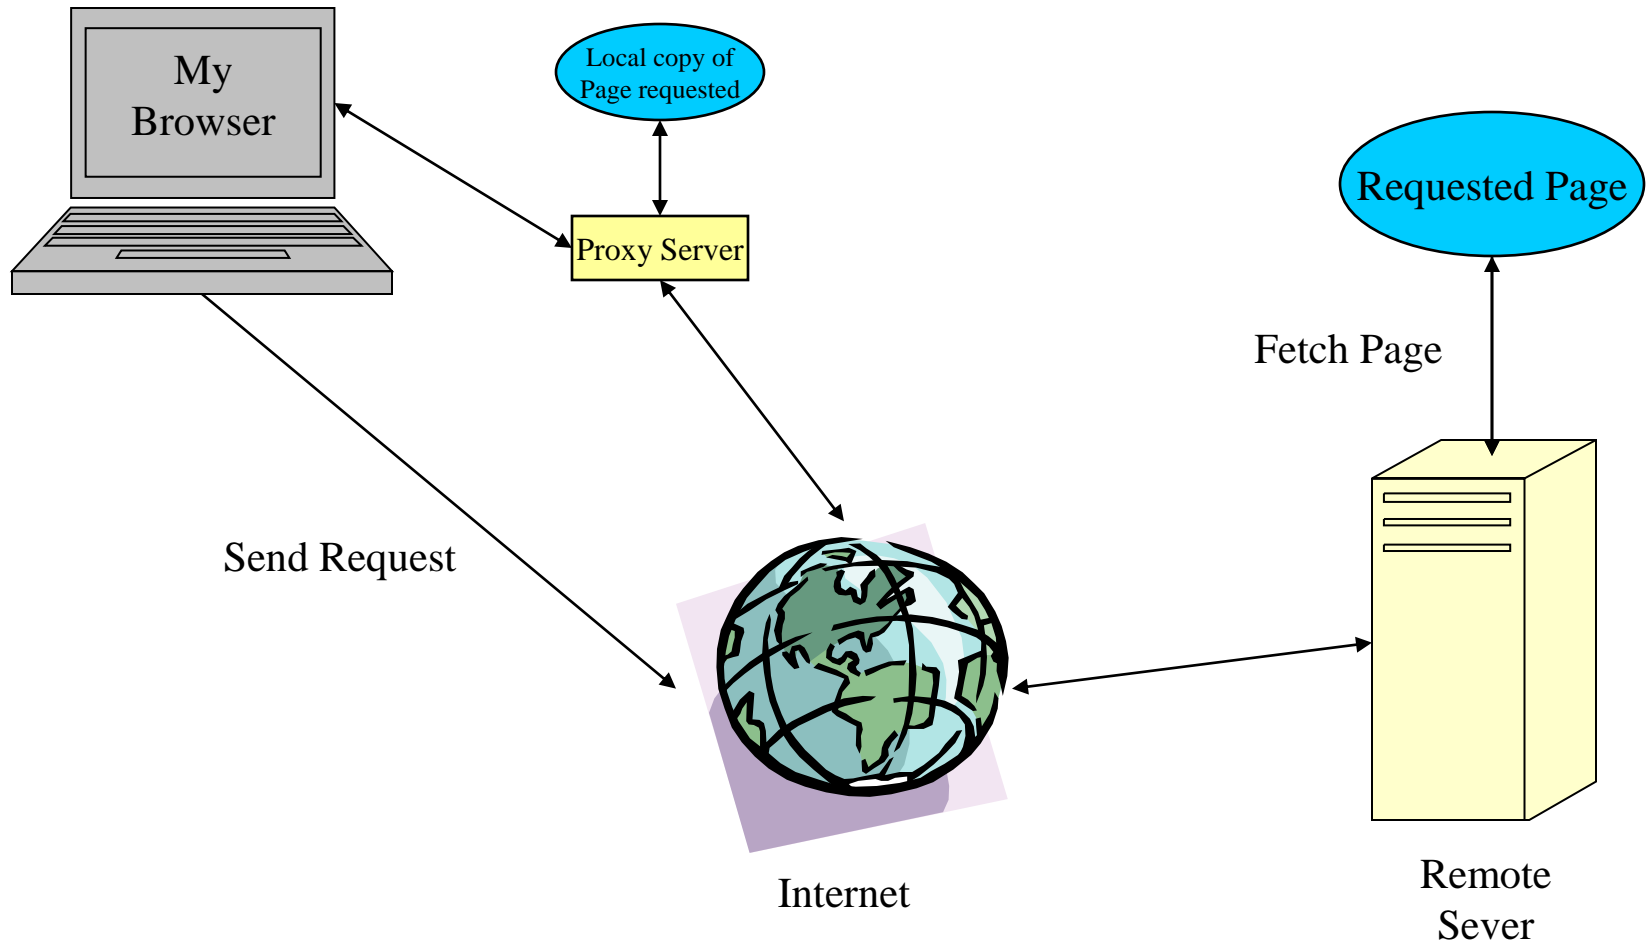 My
Browser
Local copy of
Page requested
Requested Page
Proxy Server
Fetch Page
Send Request
Internet
Remote
Sever